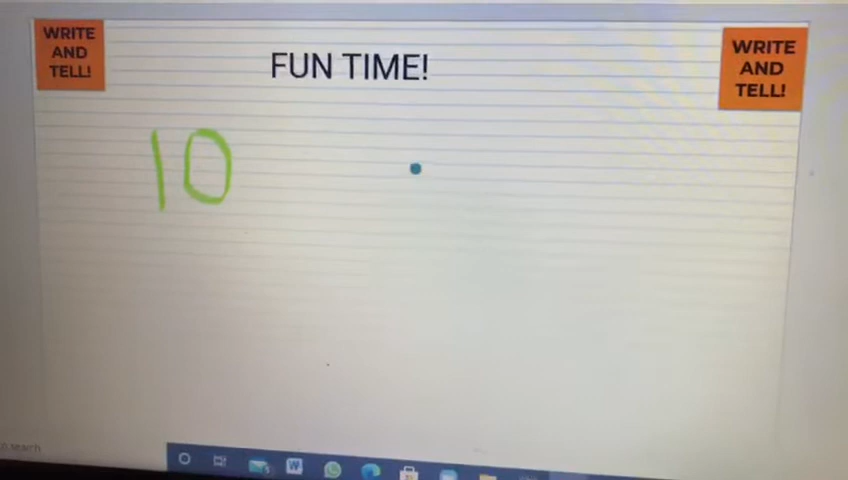 WRITE
AND
TELL!
FUN TIME!
WRITE
AND
TELL!
10